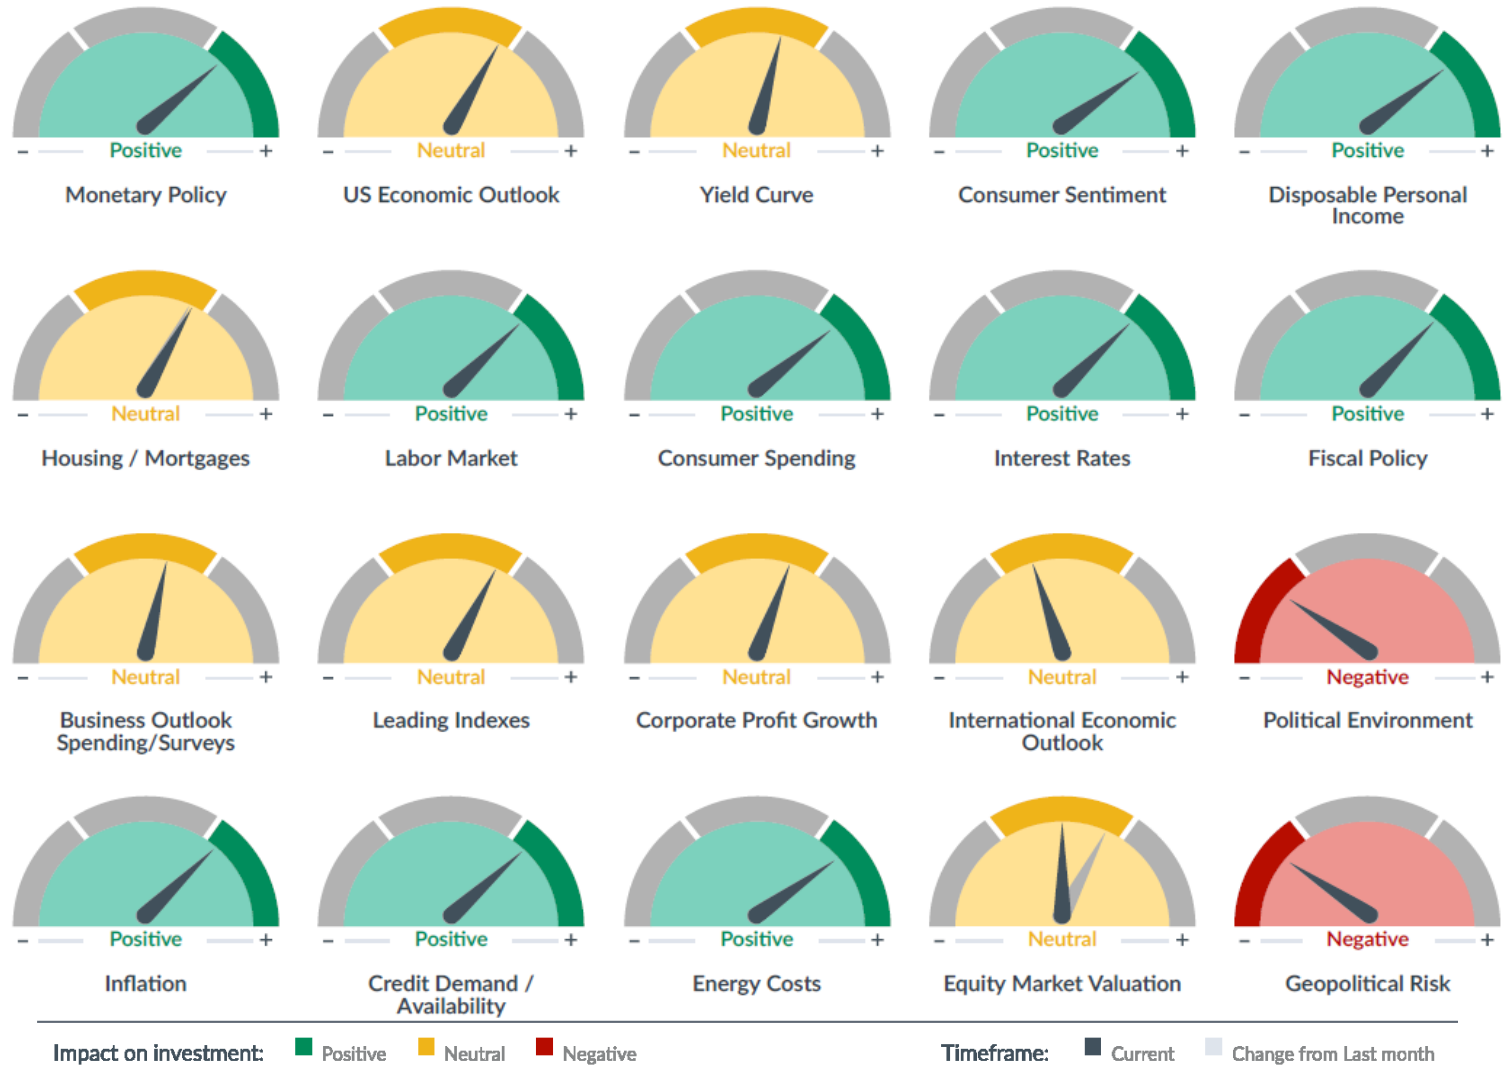 - Positive +
Monetary Policy
- Neutral +
US Economic Outlook
- Neutral +
Yield Curve
- Positive +
Consumer Sentiment
- Positive +
Disposable Personal
Income
- Neutral +
Housing / Mortgages
- Positive +
Labor Market
- Positive +
Consumer Spending
- Positive +
Interest Rates
- Positive +
Fiscal Policy
- Neutral +
Business Outlook
Spending/Surveys
- Neutral +
Leading Indexes
- Neutral +
Corporate Profit Growth
- Neutral +
International Economic
Outlook
- Negative +
Political Environment
- Positive +
Inflation
- Positive +
Credit Demand /
Availability
- Positive +
Energy Costs
- Neutral +
Equity Market Valuation
- Negative +
Geopolitical Risk
Impact on investment: Positive Neutral Negative
Timeframe: Current Change from Last month